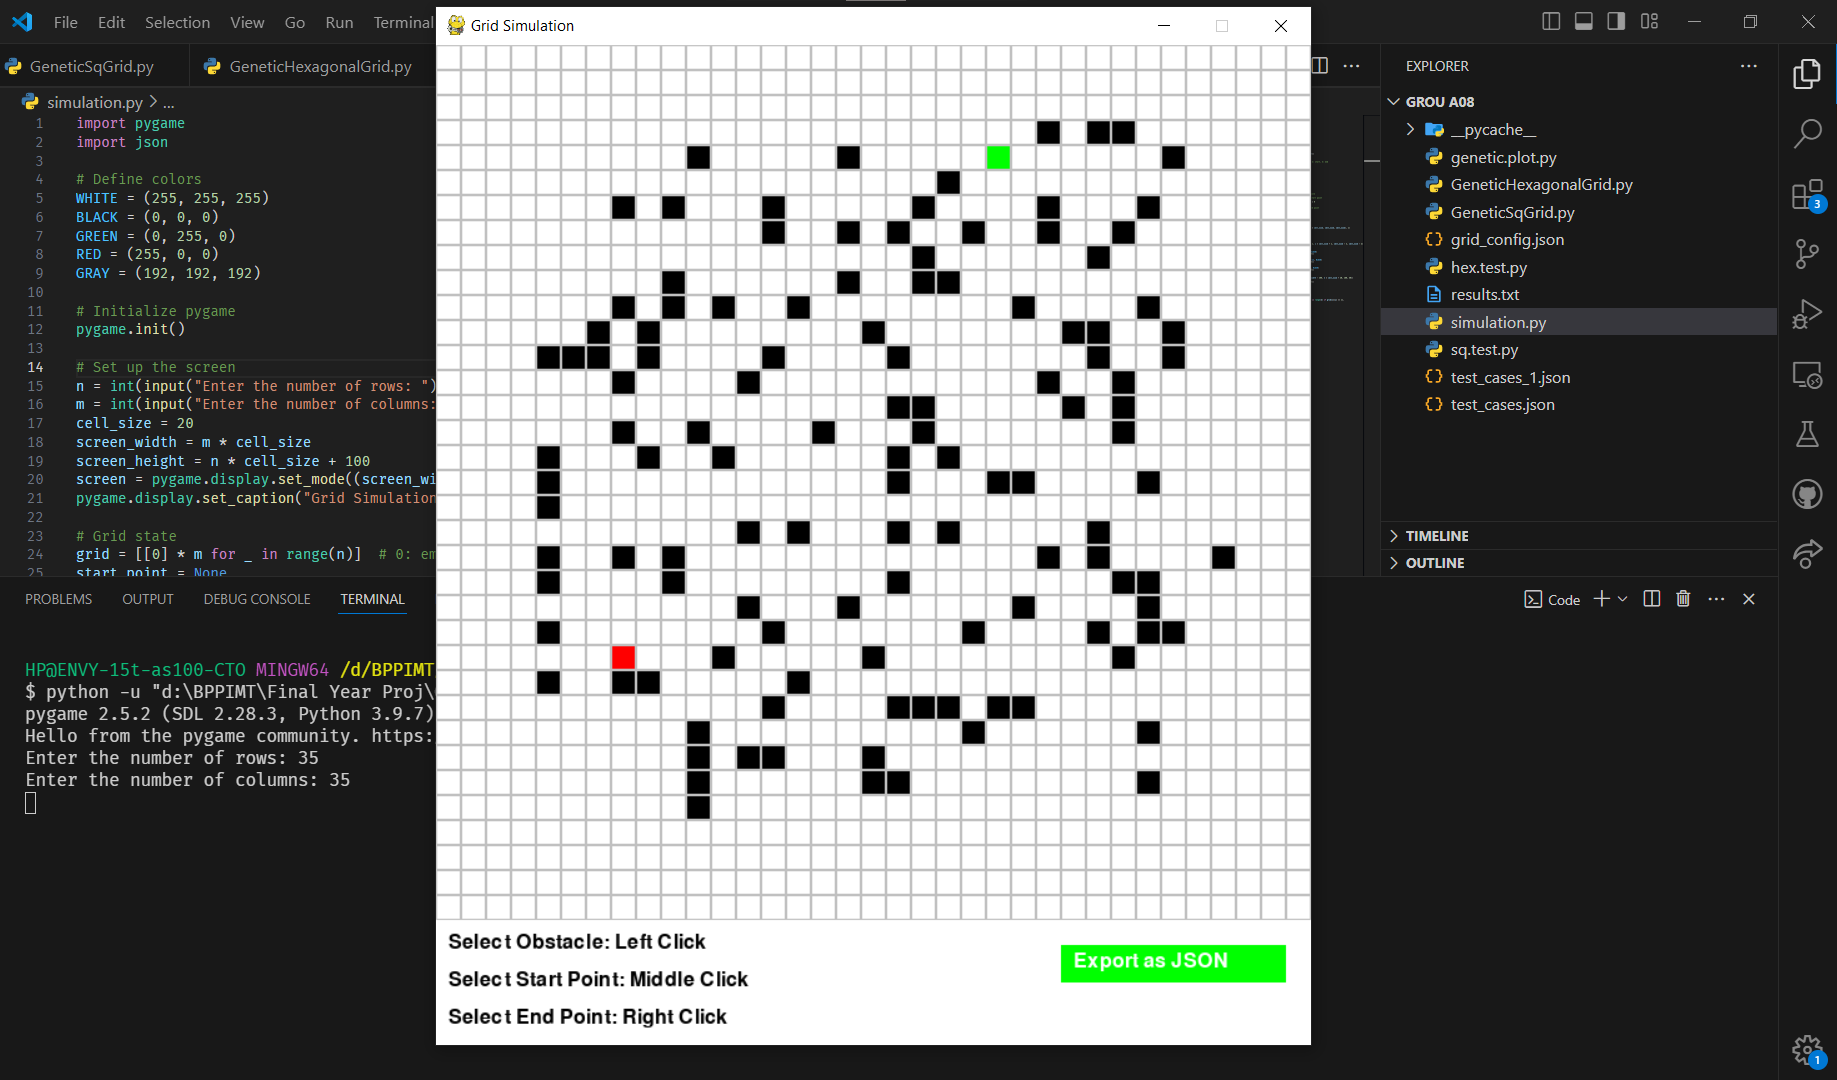 File Edit Selection View Go Run Terminal
Grid Simulation
GeneticSqGrid.py
GeneticHexagonalGrid.py
simulation.py > ...
1 import pygame
2 import json
3
4 # Define colors
5 WHITE = (255, 255, 255)
6 BLACK = (0, 0, 0)
7 GREEN = (0, 255, 0)
8 RED = (255, 0, 0)
9 GRAY = (192, 192, 192)
10
11 # Initialize pygame
12 pygame.init()
13
14 # Set up the screen
15 n = int(input("Enter the number of rows: ")
16 m = int(input("Enter the number of columns:
17 cell_size = 20
18 screen_width = m * cell_size
19 screen_height = n * cell_size + 100
20 screen = pygame.display.set_mode((screen_wi
21 pygame.display.set_caption("Grid Simulation
22
23 # Grid state
24 grid = [[0] * m for _ in range(n)] # 0: em
25 start_point = None
EXPLORER
GROU A08
__pycache__
genetic.plot.py
GeneticHexagonalGrid.py
GeneticSqGrid.py
grid_config.json
hex.test.py
results.txt
simulation.py
sq.test.py
test_cases_1.json
test_cases.json
TIMELINE
OUTLINE
3
PROBLEMS OUTPUT DEBUG CONSOLE TERMINAL
Code
HP@ENVY-15t-as100-CTO MINGW64 /d/BPPIMT
$ python -u "d:\BPPIMT\Final Year Proj\
pygame 2.5.2 (SDL 2.28.3, Python 3.9.7)
Hello from the pygame community. https:
Enter the number of rows: 35
Enter the number of columns: 35
Select Obstacle: Left Click
Select Start Point: Middle Click
Select End Point: Right Click
Export as JSON
1